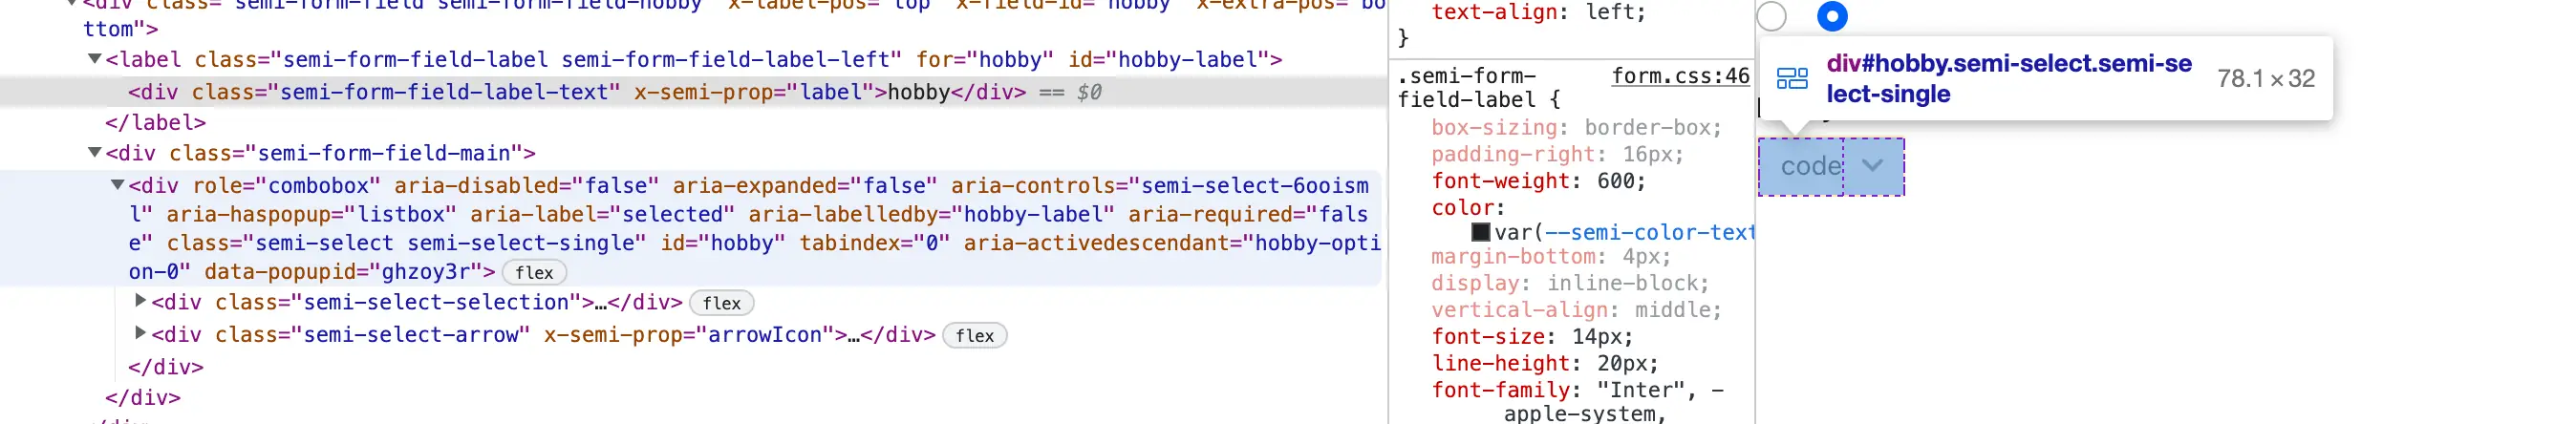 <div class="semi-form-field semi-form-field-hobby" x-label-pos="top" x-field-id="hobby" x-extra-pos="bo
ttom">
<label class="semi-form-field-label semi-form-field-label-left" for="hobby" id="hobby-label">
<div class="semi-form-field-label-text" x-semi-prop="label">hobby</div> == $0
</label>
<div class="semi-form-field-main">
<div role="combobox" aria-disabled="false" aria-expanded="false" aria-controls="semi-select-6ooism
l" aria-haspopup="listbox" aria-label="selected" aria-labelledby="hobby-label" aria-required="fals
e" class="semi-select semi-select-single" id="hobby" tabindex="0" aria-activedescendant="hobby-opti
on-0" data-popupid="ghzoy3r"> flex
<div class="semi-select-selection">…</div> flex
<div class="semi-select-arrow" x-semi-prop="arrowIcon">…</div> flex
</div>
</div>
text-align: left;
}
.semi-form- form.css:46
field-label {
box-sizing: border-box;
padding-right: 16px;
font-weight: 600;
color:
var(--semi-color-text
margin-bottom: 4px;
display: inline-block;
vertical-align: middle;
font-size: 14px;
line-height: 20px;
font-family: "Inter", -
apple-system,
div#hobby.semi-select.semi-se
lect-single
78.1×32
code